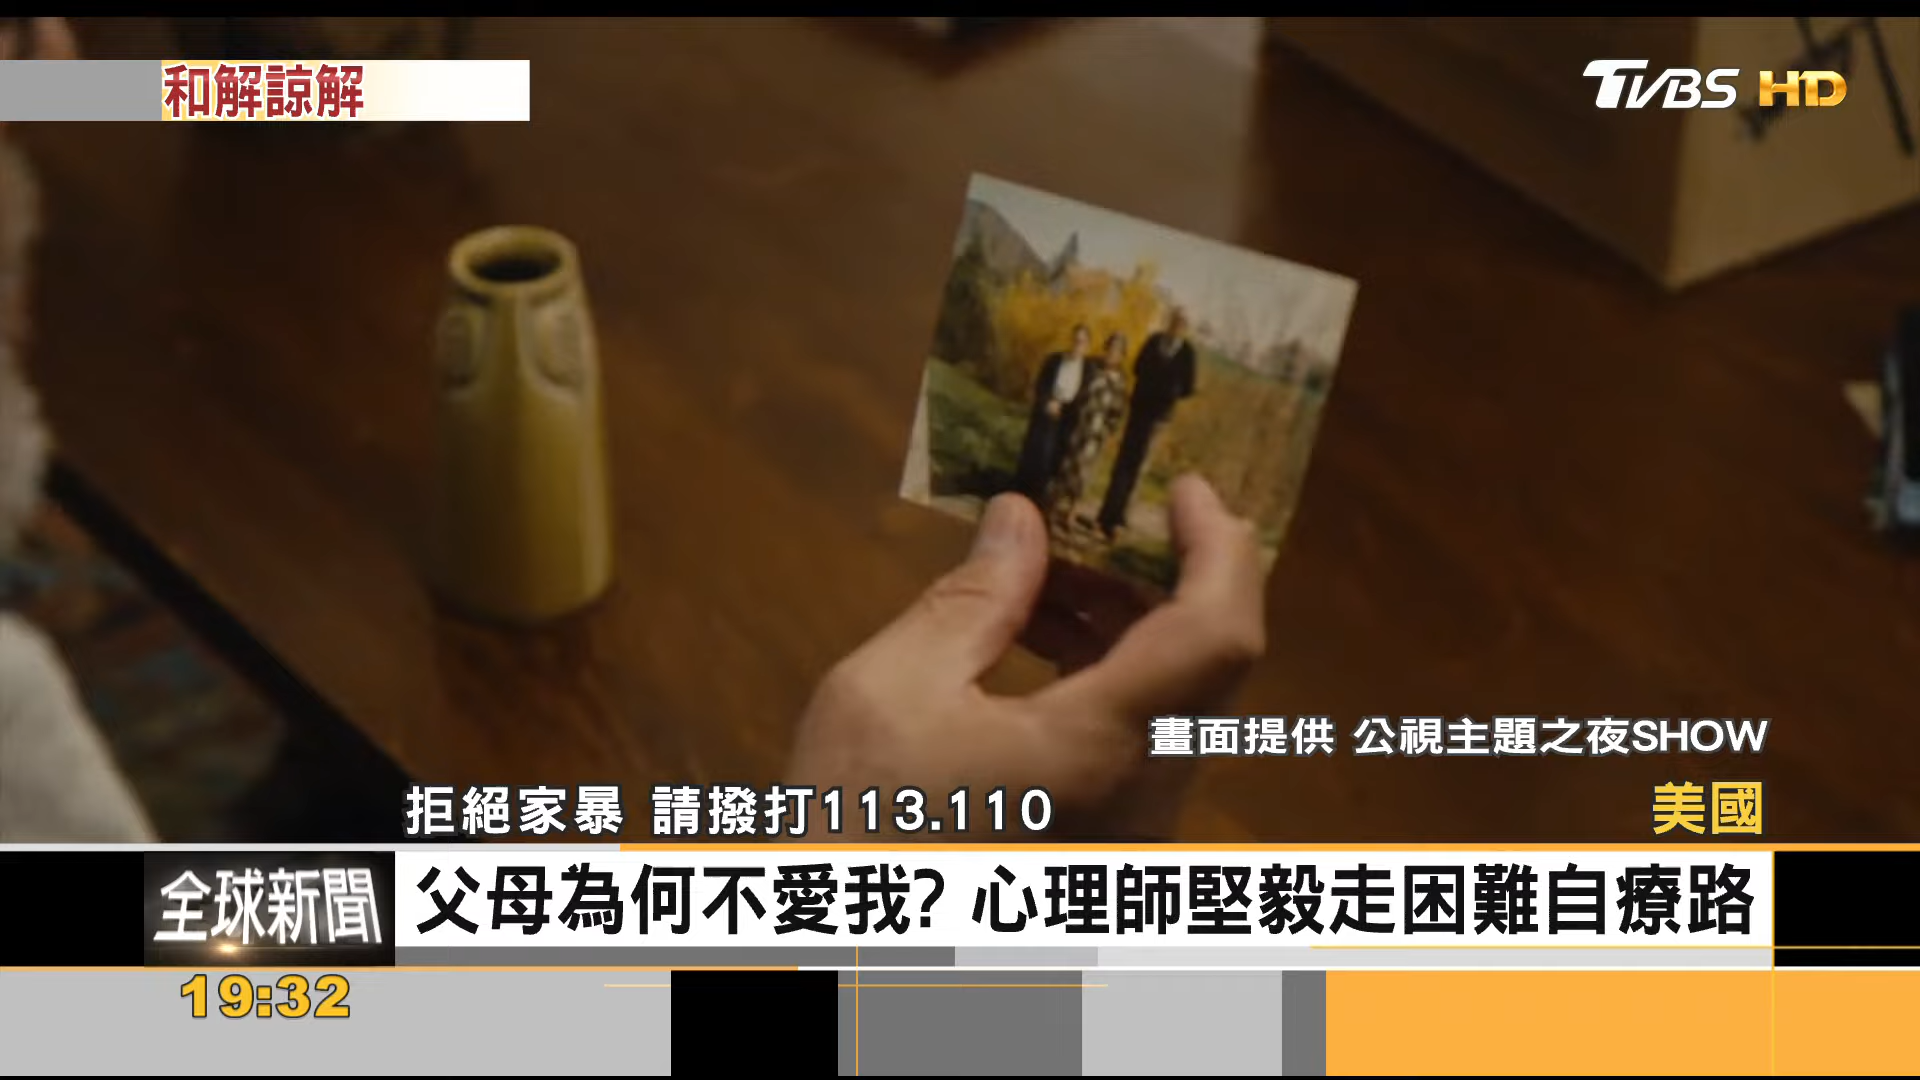 和解諒解
TVBS HD
畫面提供 公視主題之夜SHOW
拒絕家暴 請撥打113.110
美國
全球新聞
父母為何不愛我? 心理師堅毅走困難自療路
19:32